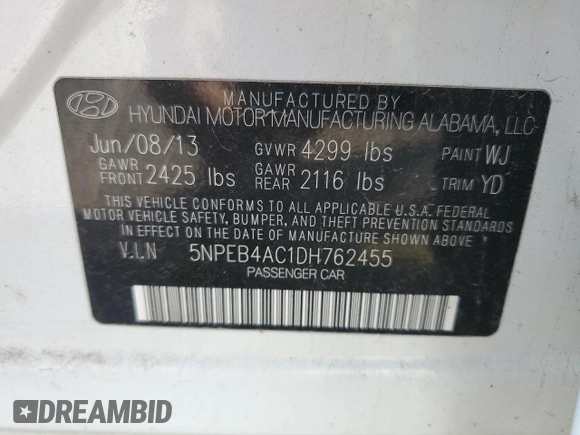 MANUFACTURED BY
HYUNDAI MOTOR MANUFACTURING ALABAMA, LLC
Jun/08/13 GVWR 4299 lbs PAINT WJ
GAWR FRONT 2425 lbs GAWR REAR 2116 lbs TRIM YD
THIS VEHICLE CONFORMS TO ALL APPLICABLE U.S.A. FEDERAL
MOTOR VEHICLE SAFETY, BUMPER, AND THEFT PREVENTION STANDARDS
IN EFFECT ON THE DATE OF MANUFACTURE SHOWN ABOVE.
V.I.N 5NPEB4AC1DH762455
PASSENGER CAR
DREAMBID